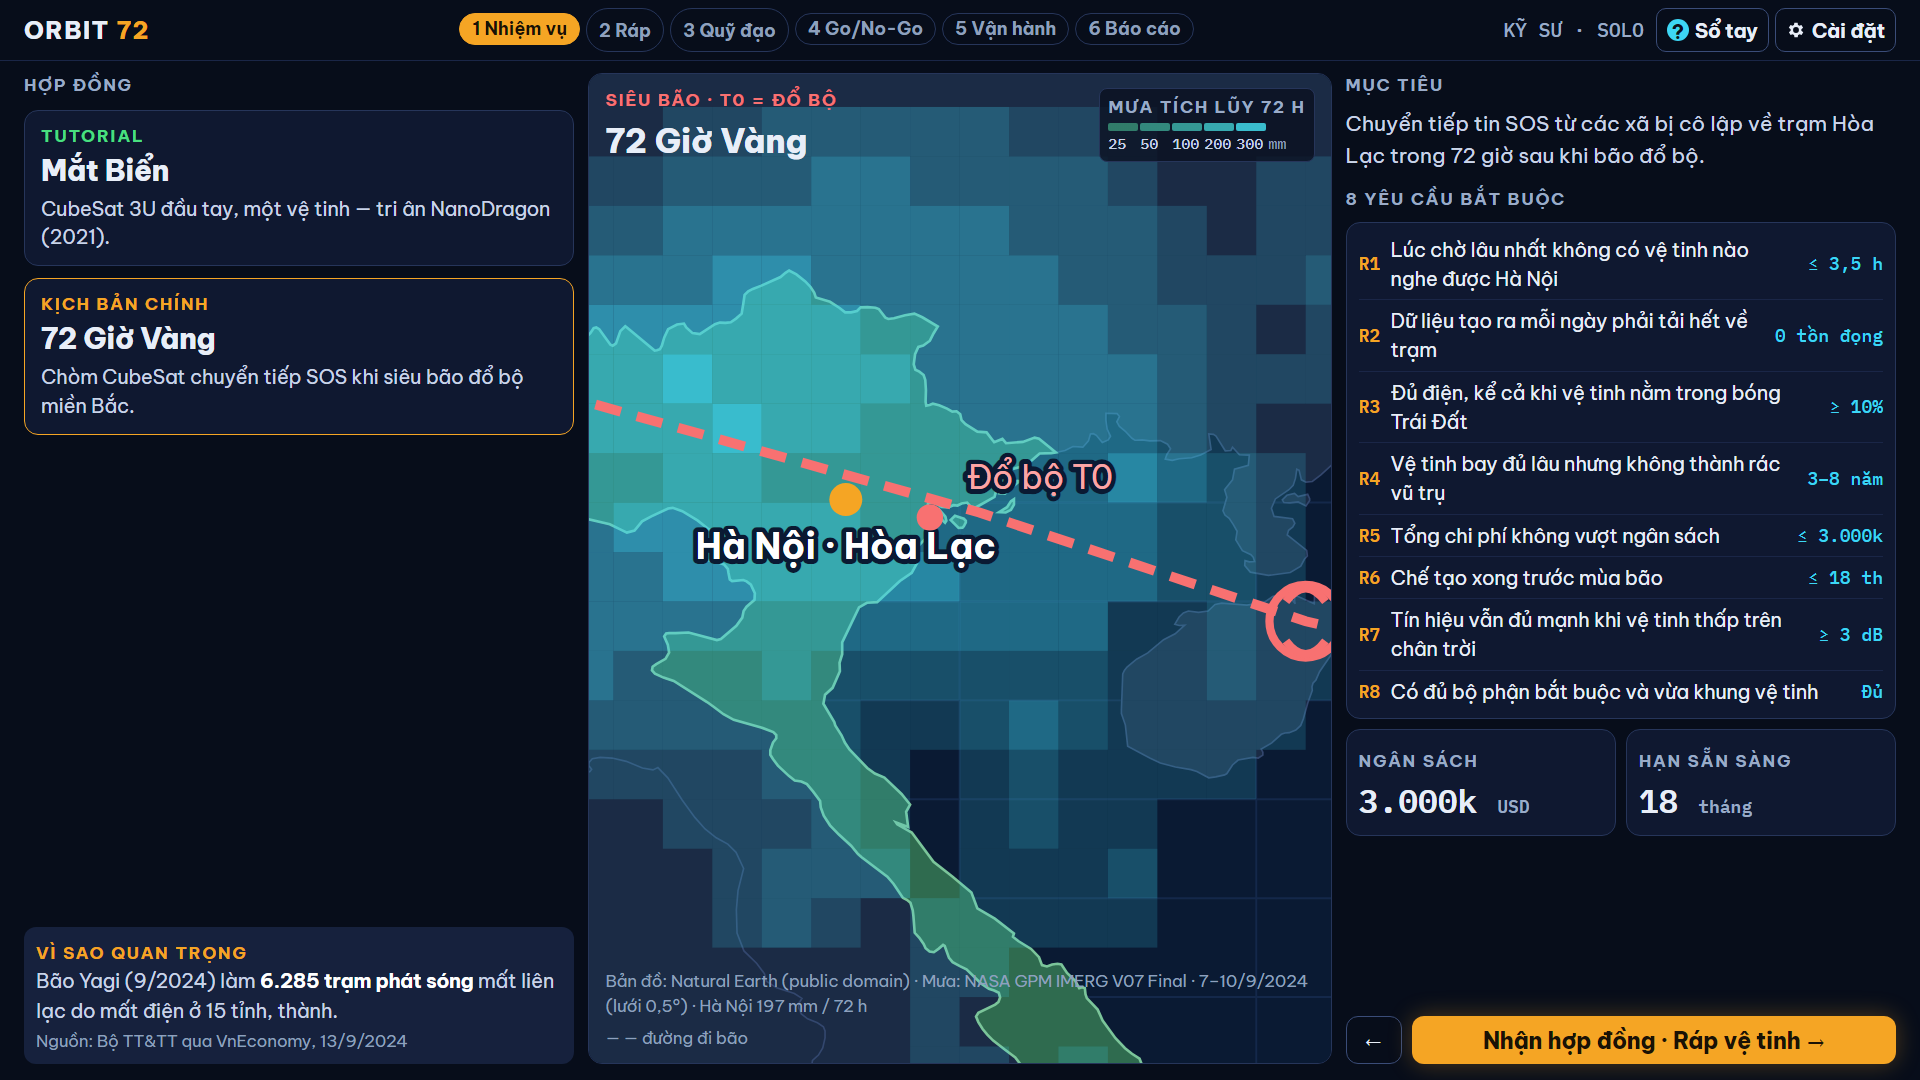 ORBIT 72
1 Nhiệm vụ
2 Ráp
3 Quỹ đạo
4 Go/No-Go
5 Vận hành
6 Báo cáo
KỸ SƯ · SOLO
? Sổ tay
Cài đặt
HỢP ĐỒNG
TUTORIAL
Mắt Biển
CubeSat 3U đầu tay, một vệ tinh — tri ân NanoDragon
(2021).
KỊCH BẢN CHÍNH
72 Giờ Vàng
Chòm CubeSat chuyển tiếp SOS khi siêu bão đổ bộ
miền Bắc.
VÌ SAO QUAN TRỌNG
Bão Yagi (9/2024) làm 6.285 trạm phát sóng mất liên
lạc do mất điện ở 15 tỉnh, thành.
Nguồn: Bộ TT&TT qua VnEconomy, 13/9/2024
SIÊU BÃO · T0 = ĐỔ BỘ
72 Giờ Vàng
MƯA TÍCH LŨY 72 H
25 50 100 200 300 mm
Đổ bộ T0
Hà Nội · Hòa Lạc
Bản đồ: Natural Earth (public domain) · Mưa: NASA GPM IMERG V07 Final · 7–10/9/2024
(lưới 0,5°) · Hà Nội 197 mm / 72 h
— — đường đi bão
MỤC TIÊU
Chuyển tiếp tin SOS từ các xã bị cô lập về trạm Hòa
Lạc trong 72 giờ sau khi bão đổ bộ.
8 YÊU CẦU BẮT BUỘC
R1 Lúc chờ lâu nhất không có vệ tinh nào
nghe được Hà Nội
≤ 3,5 h
R2 Dữ liệu tạo ra mỗi ngày phải tải hết về
trạm
0 tồn đọng
R3 Đủ điện, kể cả khi vệ tinh nằm trong bóng
Trái Đất
≥ 10%
R4 Vệ tinh bay đủ lâu nhưng không thành rác
vũ trụ
3–8 năm
R5 Tổng chi phí không vượt ngân sách ≤ 3.000k
R6 Chế tạo xong trước mùa bão ≤ 18 th
R7 Tín hiệu vẫn đủ mạnh khi vệ tinh thấp trên
chân trời
≥ 3 dB
R8 Có đủ bộ phận bắt buộc và vừa khung vệ tinh Đủ
NGÂN SÁCH
3.000k USD
HẠN SẴN SÀNG
18 tháng
←
Nhận hợp đồng · Ráp vệ tinh →